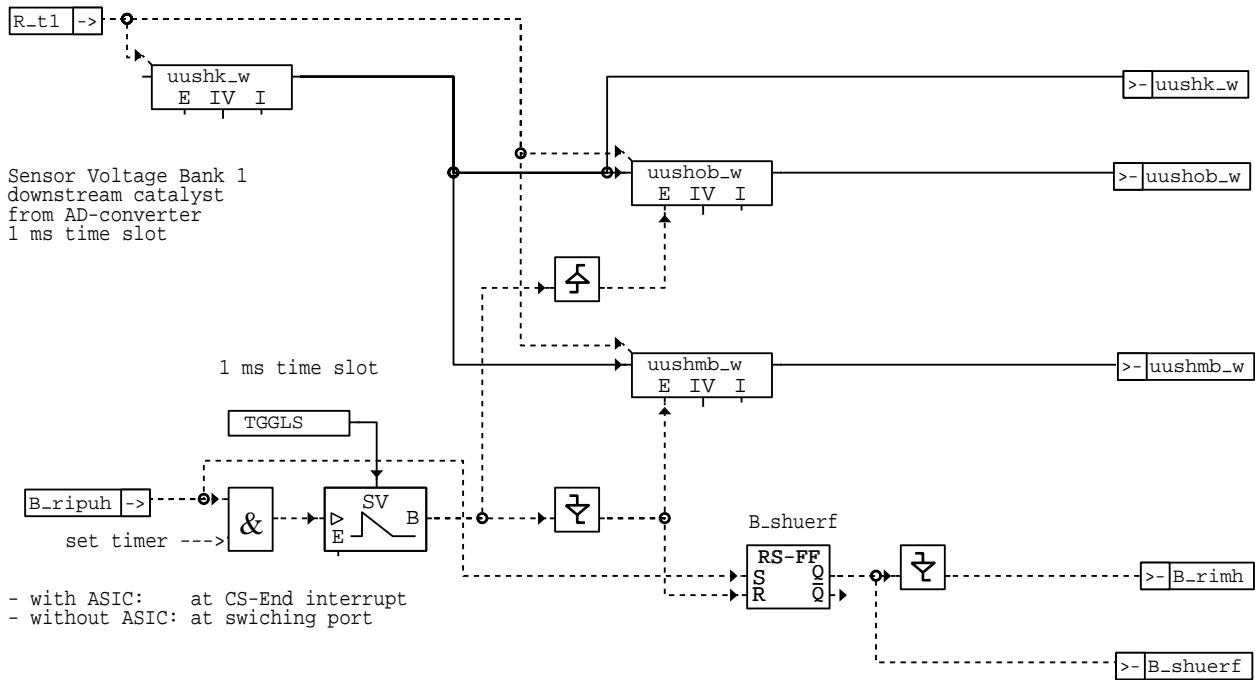 R_t1 ->
uushk_w
E IV I
>- uushk_w
Sensor Voltage Bank 1
downstream catalyst
from AD-converter
1 ms time slot
uushob_w
E IV I
>- uushob_w
1 ms time slot
uushmb_w
E IV I
>- uushmb_w
TGGLS
B_ripuh ->
set timer --->
&
SV
B
E
B_shuerf
RS-FF
S Q
R Q
>- B_rimh
- with ASIC: at CS-End interrupt
- without ASIC: at swiching port
>- B_shuerf